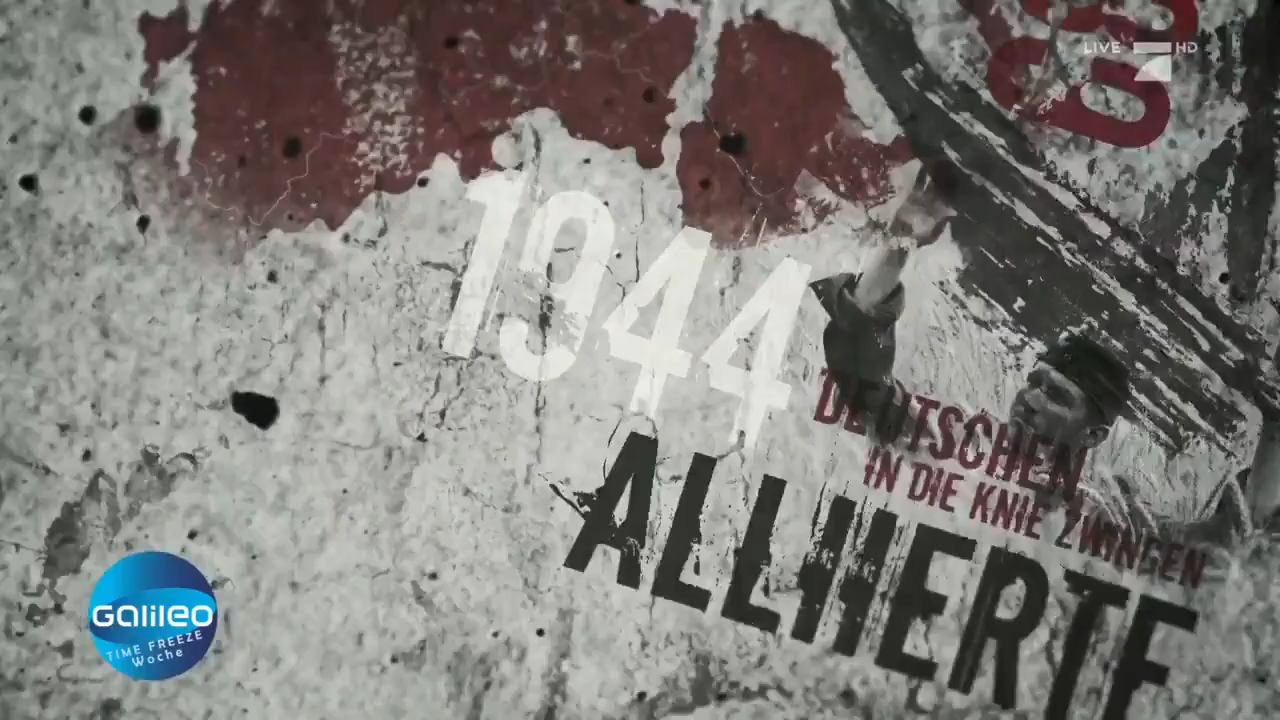 LIVE HD
1944
DEUTSCHEN
IN DIE KNIE ZWINGEN
ALLIIERTE
Galileo
TIME FREEZE
Woche